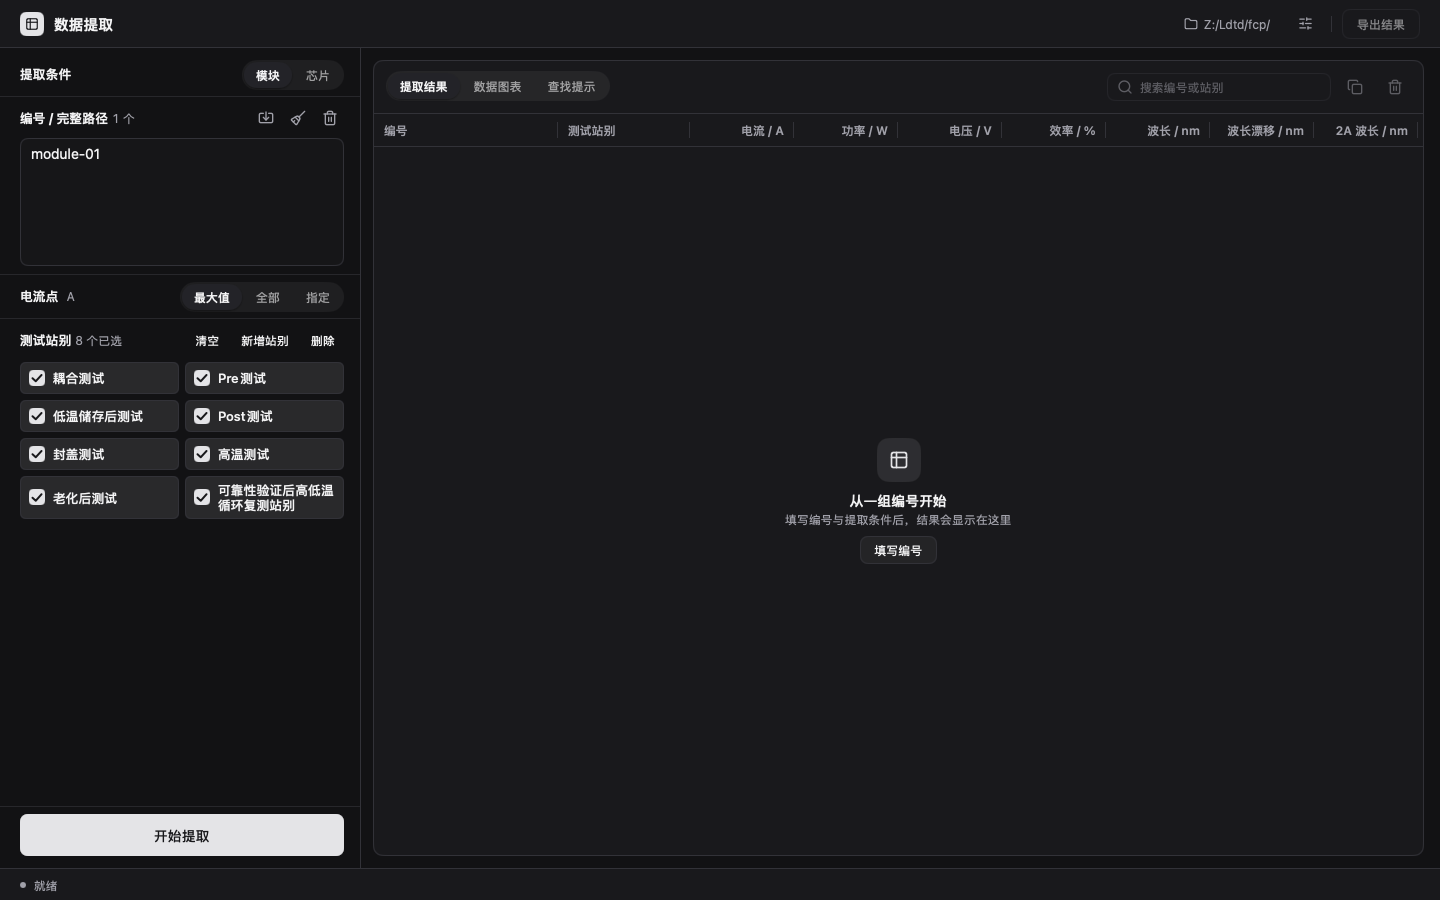 数据提取
Z:/Ldtd/fcp/
导出结果
提取条件
模块
芯片
编号 / 完整路径 1 个
module-01
电流点 A
最大值
全部
指定
测试站别 8 个已选
清空
新增站别
删除
耦合测试
Pre 测试
低温储存后测试
Post 测试
封盖测试
高温测试
老化后测试
可靠性验证后高低温
循环复测站别
开始提取
就绪
提取结果
数据图表
查找提示
搜索编号或站别
编号
测试站别
电流 / A
功率 / W
电压 / V
效率 / %
波长 / nm
波长漂移 / nm
2A 波长 / nm
从一组编号开始
填写编号与提取条件后，结果会显示在这里
填写编号